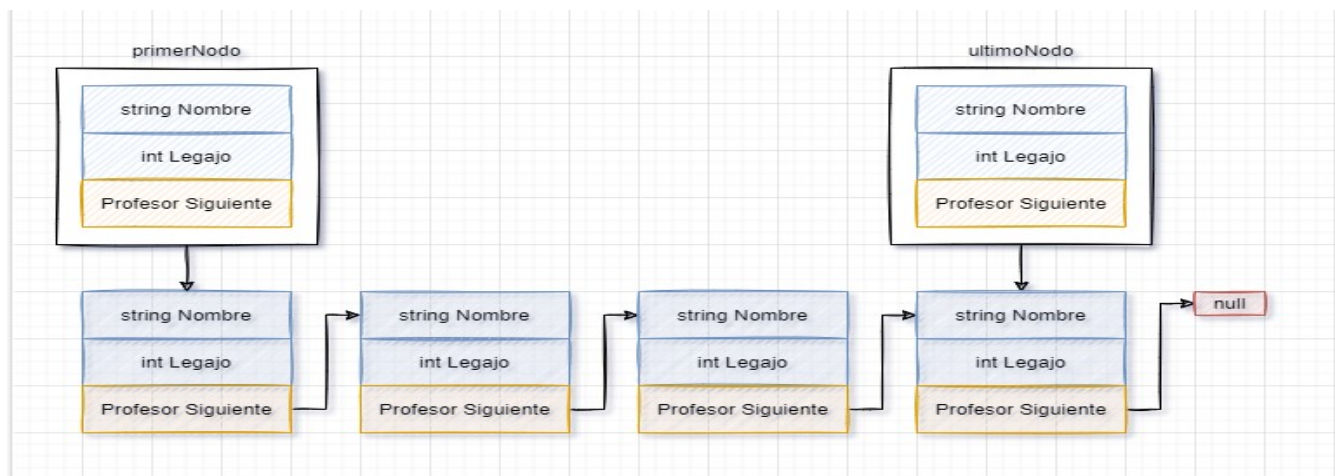 primerNodo
ultimoNodo
string Nombre
int Legajo
Profesor Siguiente
string Nombre
int Legajo
Profesor Siguiente
string Nombre
int Legajo
Profesor Siguiente
string Nombre
int Legajo
Profesor Siguiente
string Nombre
int Legajo
Profesor Siguiente
string Nombre
int Legajo
Profesor Siguiente
null